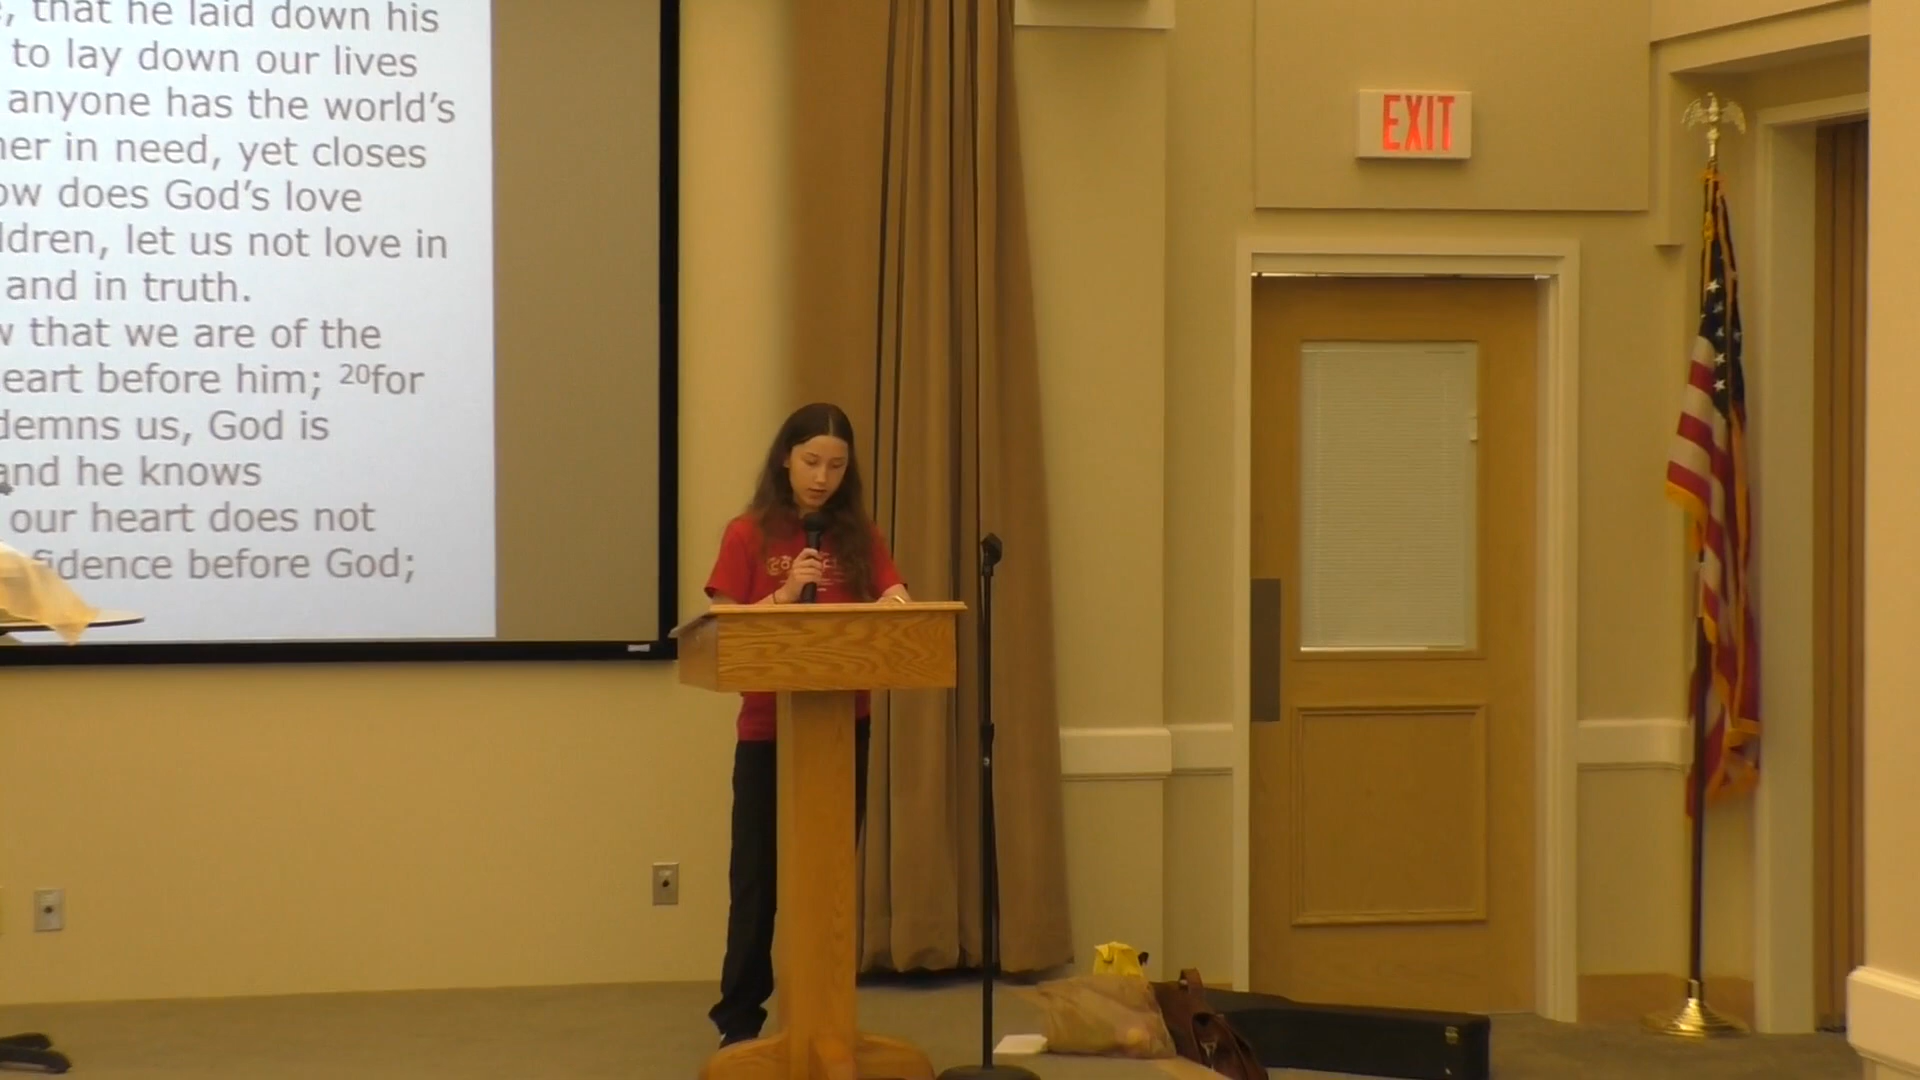 , that he laid down his
to lay down our lives
anyone has the world's
her in need, yet closes
ow does God's love
ldren, let us not love in
and in truth.
w that we are of the
eart before him; 20for
demns us, God is
and he knows
our heart does not
fidence before God;
EXIT